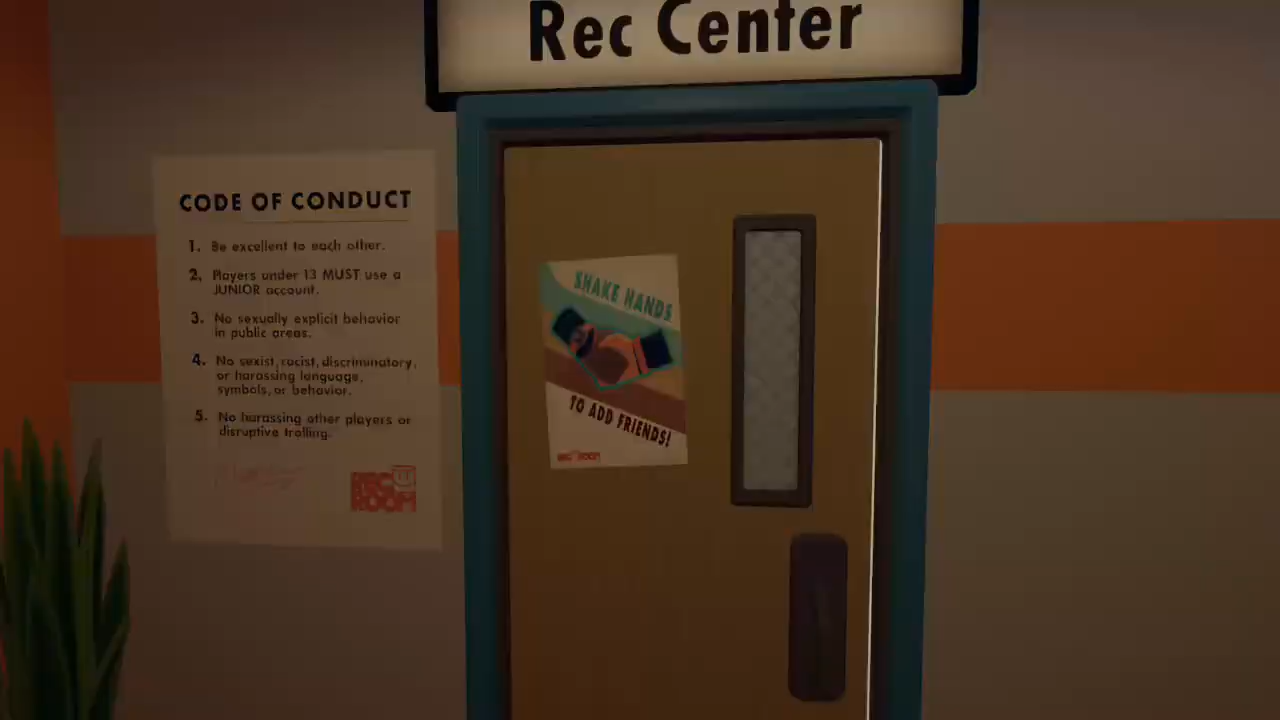 Rec Center
CODE OF CONDUCT
1. Be excellent to each other.
2. Players under 13 MUST use a
JUNIOR account.
3. No sexually explicit behavior
in public areas.
4. No sexist, racist, discriminatory,
or harassing language,
symbols, or behavior.
5. No harassing other players or
disruptive trolling.
REC
ROOM
SHAKE HANDS
TO ADD FRIENDS!
REC ROOM